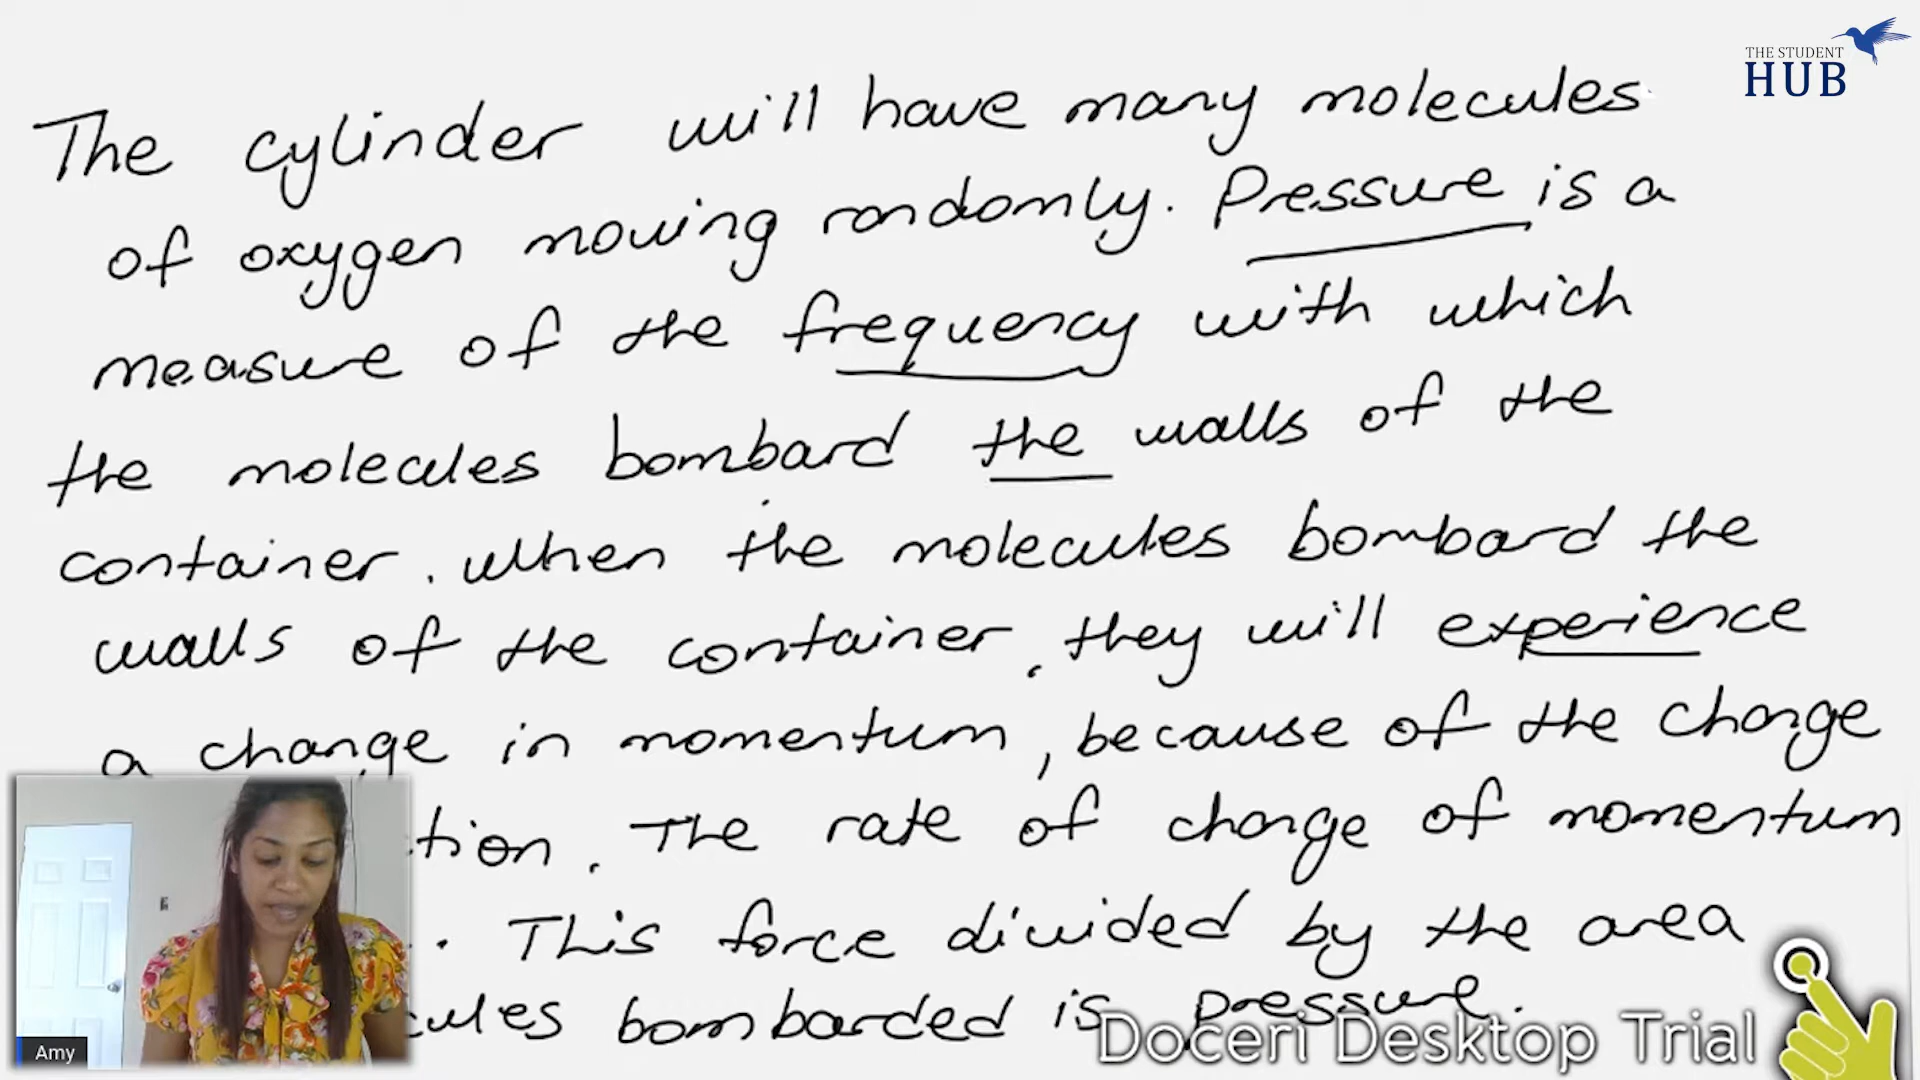 THE STUDENT
HUB
The cylinder will have many molecules
of oxygen moving randomly. Pressure is a
measure of the frequency with which
the molecules bombard the walls of the
container. When the molecules bombard the
walls of the container, they will experience
a change in momentum, because of the change
tion. The rate of change of momentum
. This force divided by the area
cules bombarded is pressure.
Amy
Doceri Desktop Trial